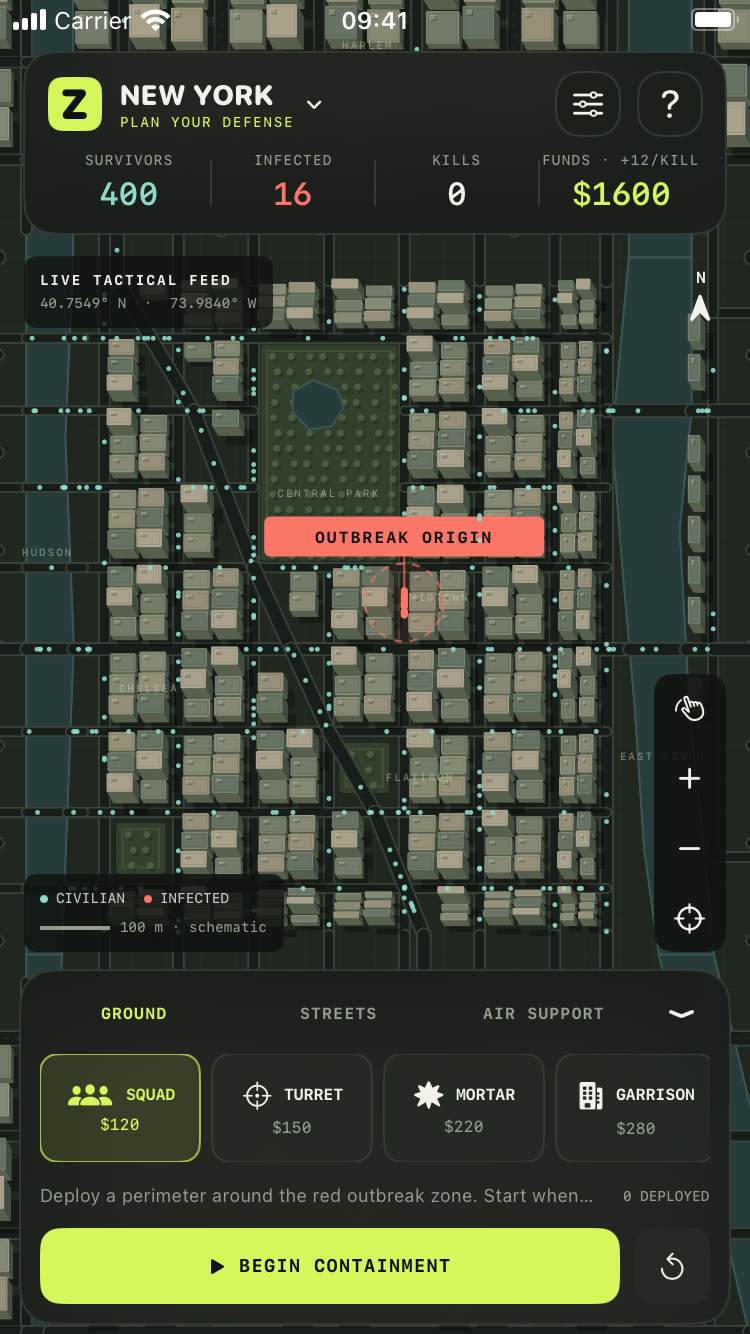 Carrier 09:41
HARLEM
Z NEW YORK ?
PLAN YOUR DEFENSE
SURVIVORS INFECTED KILLS FUNDS · +12/KILL
400 16 0 $1600
LIVE TACTICAL FEED
40.7549° N · 73.9840° W
N
CENTRAL PARK
OUTBREAK ORIGIN
HUDSON
MIDTOWN
CHELSEA
EAST RIVER
FLATIRON
CIVILIAN INFECTED
100 m · schematic
GROUND STREETS AIR SUPPORT
SQUAD TURRET MORTAR GARRISON
$120 $150 $220 $280
Deploy a perimeter around the red outbreak zone. Start when... 0 DEPLOYED
BEGIN CONTAINMENT